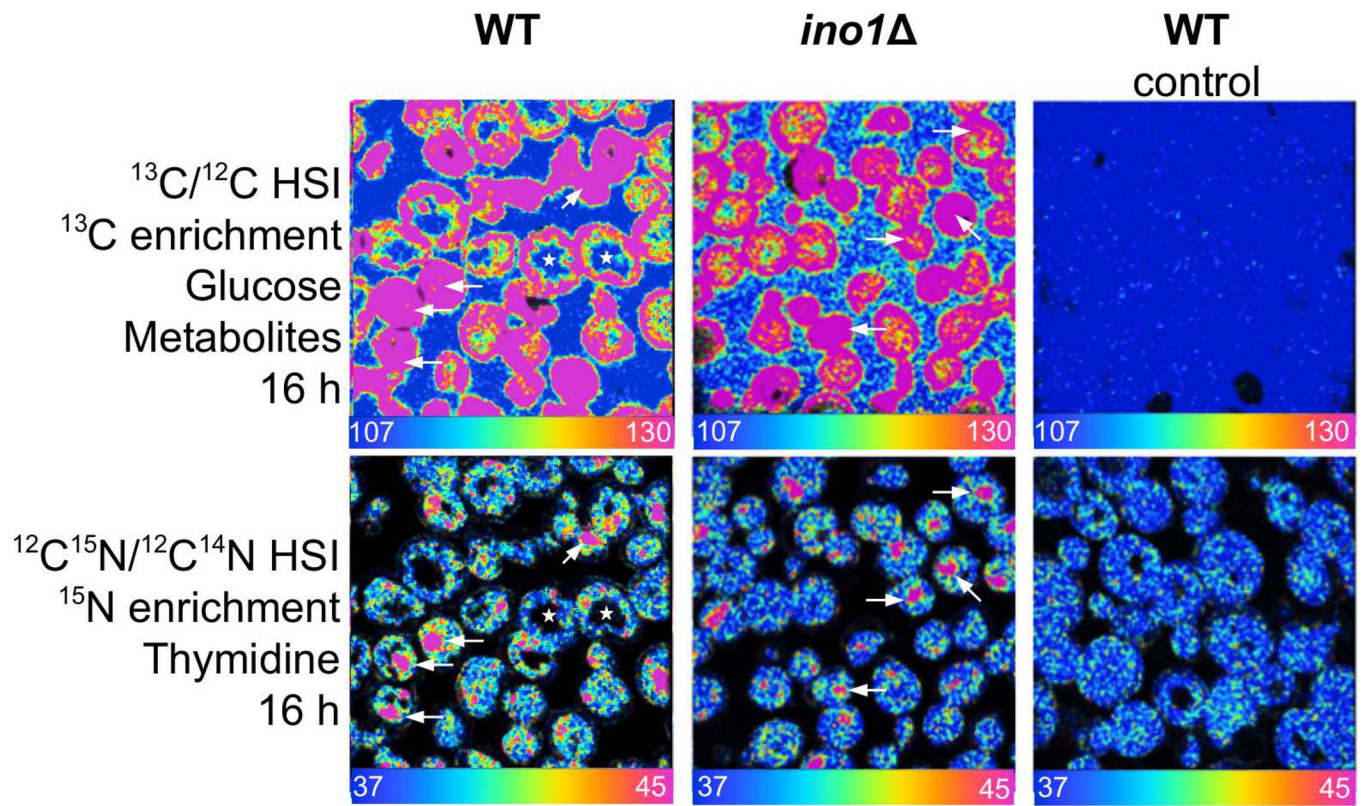 WT
ino1Δ
WT
control
¹³C/¹²C HSI
¹³C enrichment
Glucose
Metabolites
16 h
107 130
107 130
107 130
¹²C¹⁵N/¹²C¹⁴N HSI
¹⁵N enrichment
Thymidine
16 h
37 45
37 45
37 45